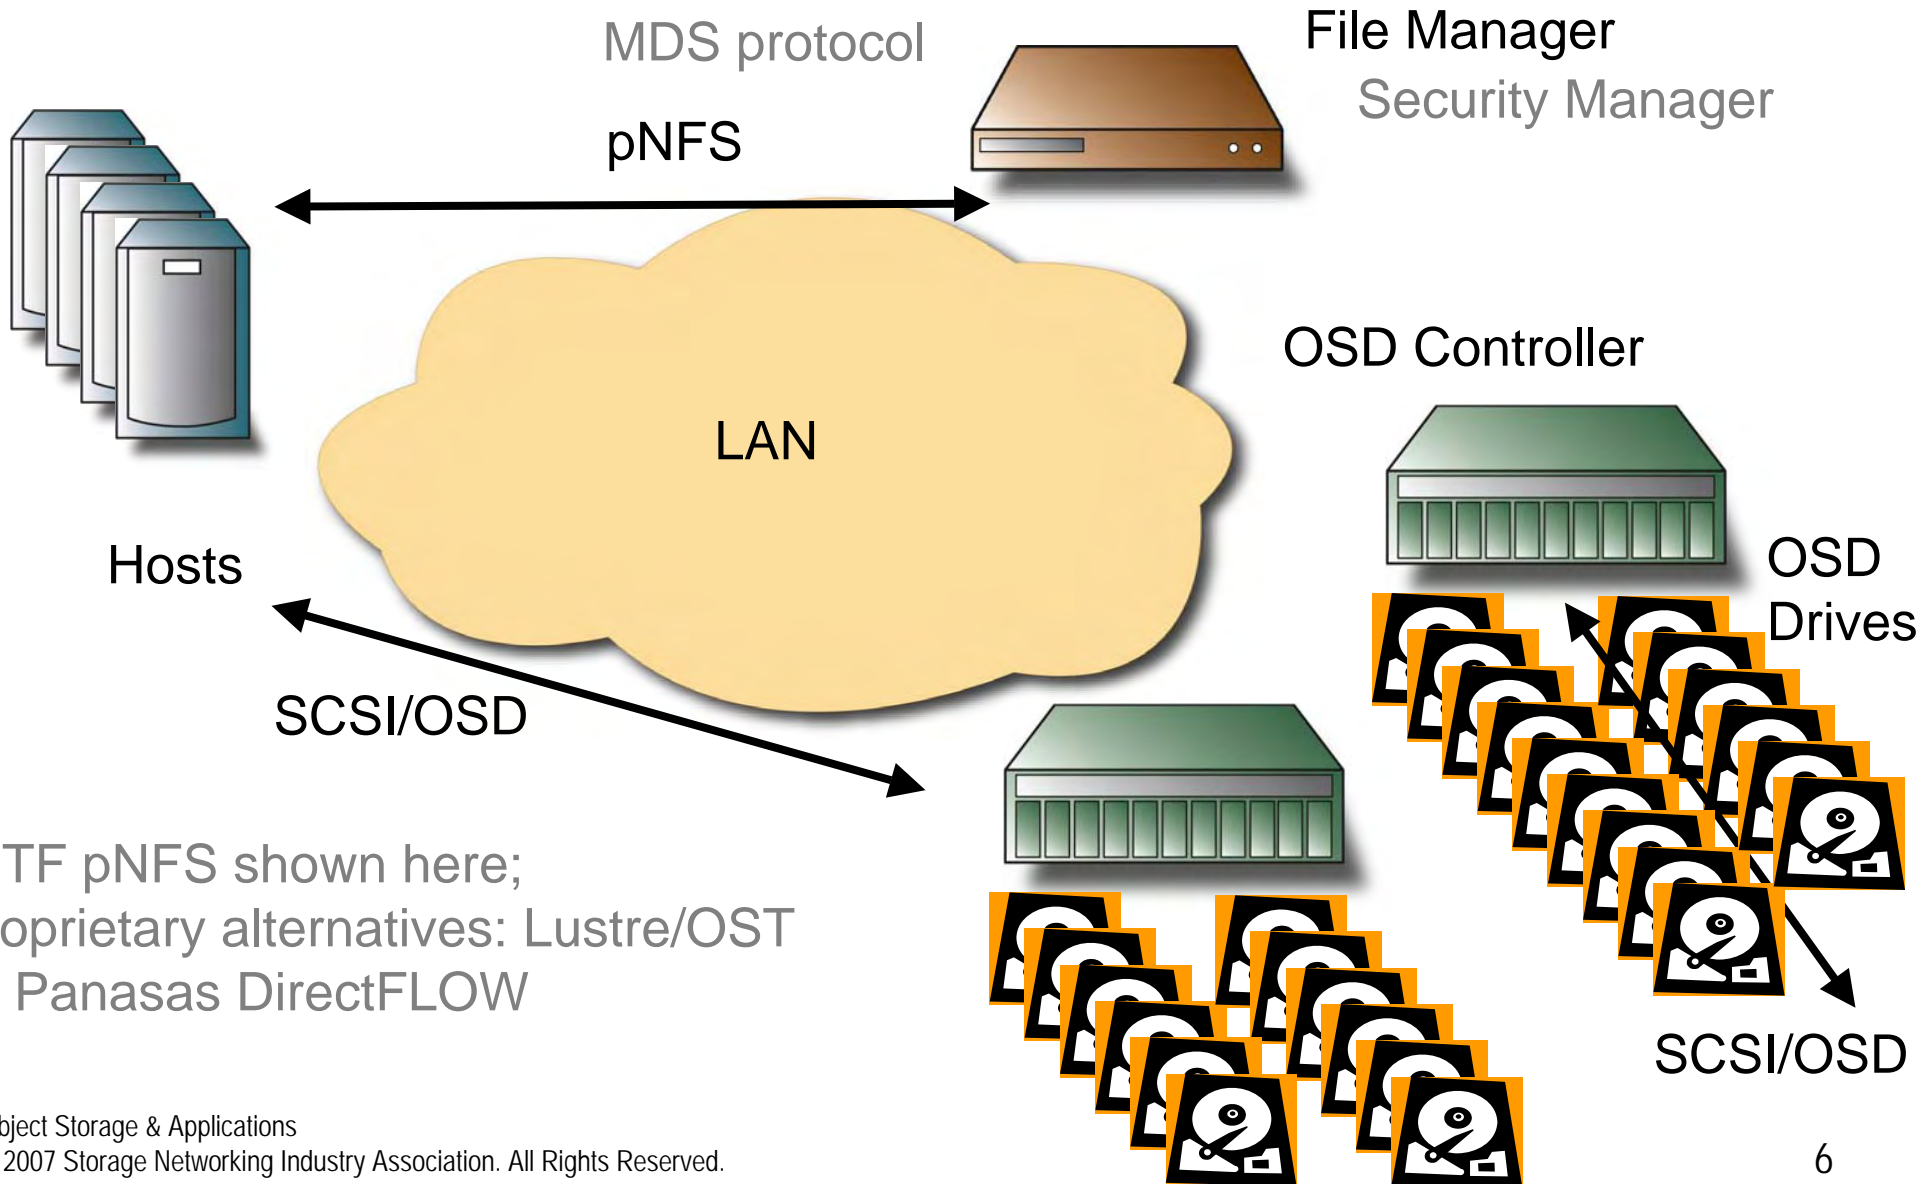 MDS protocol
pNFS
File Manager
Security Manager
OSD Controller
LAN
Hosts
OSD
Drives
SCSI/OSD
TF pNFS shown here;
oprietary alternatives: Lustre/OST
Panasas DirectFLOW
SCSI/OSD
bject Storage & Applications
2007 Storage Networking Industry Association. All Rights Reserved.
6